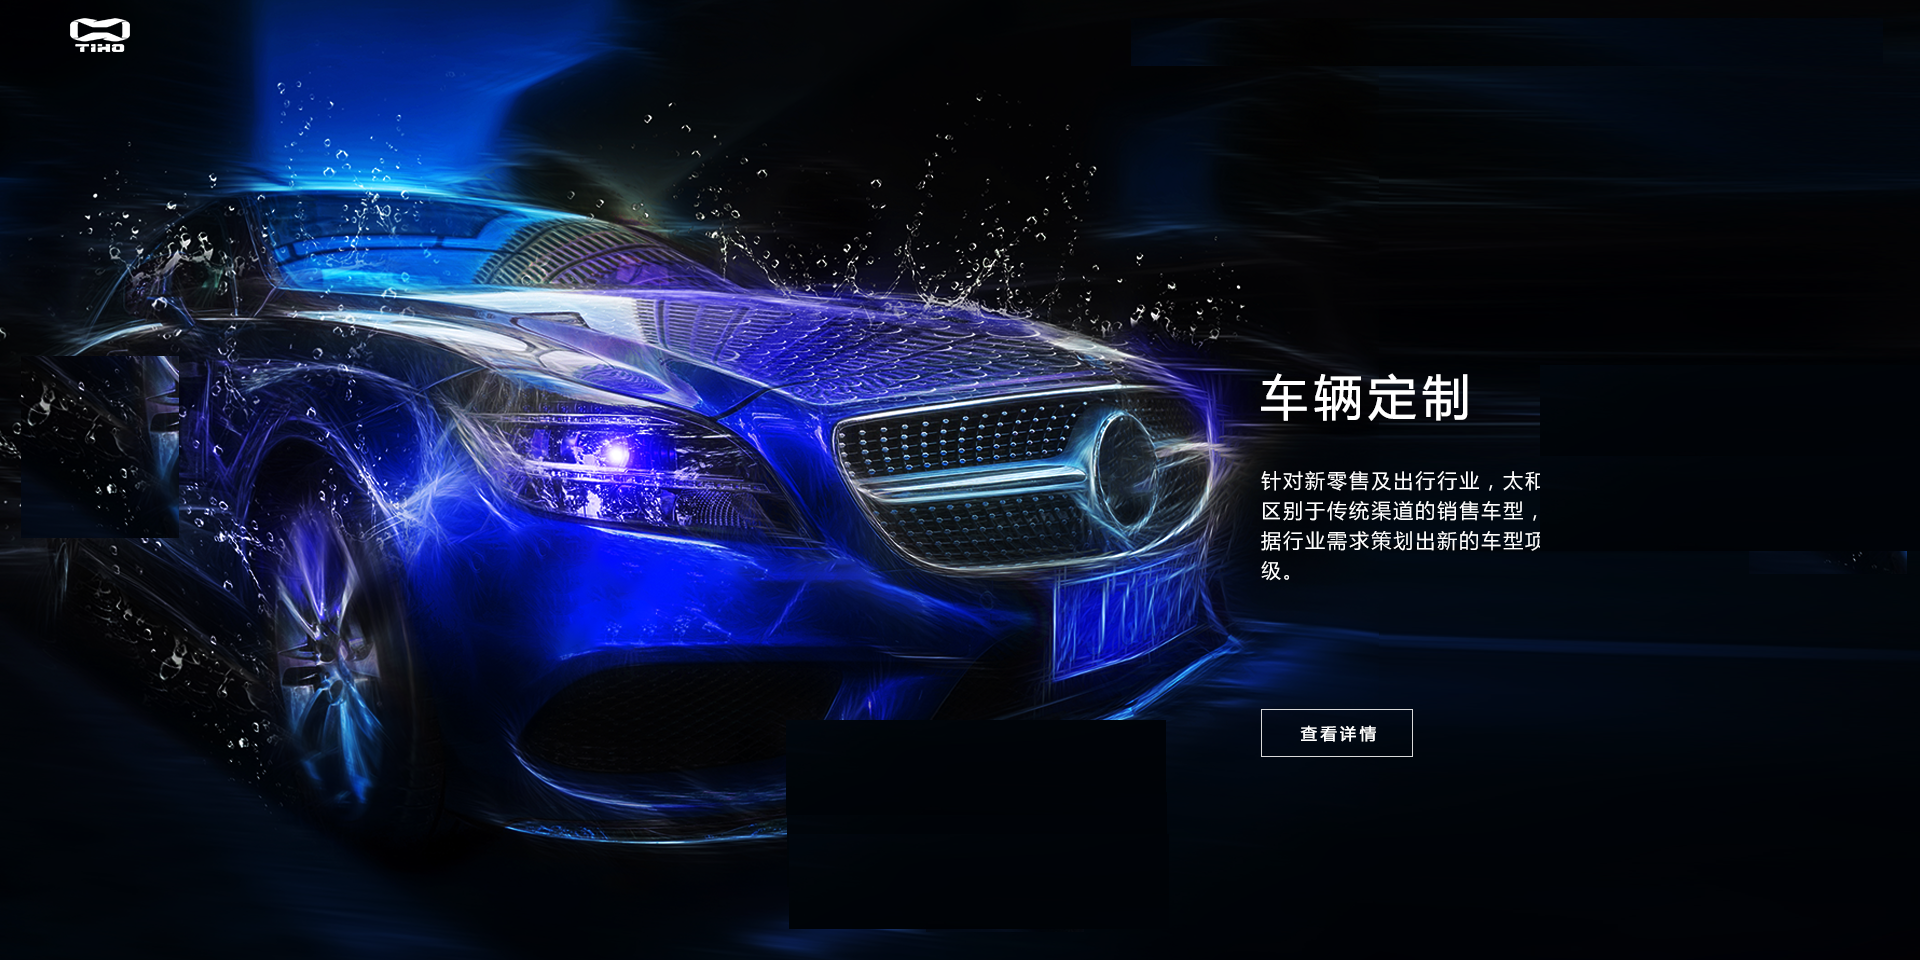 TIHO
车辆定制
针对新零售及出行行业，太和
区别于传统渠道的销售车型，
据行业需求策划出新的车型项
级。
查看详情